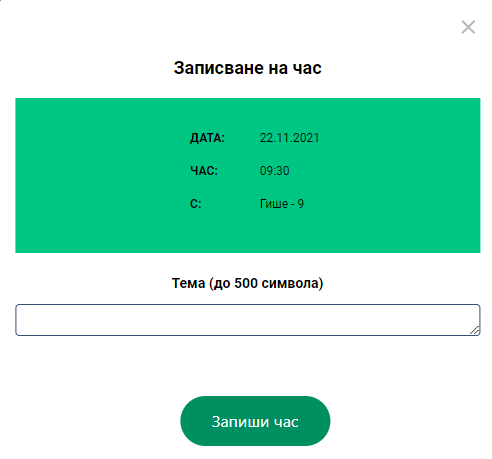 Записване на час
ДАТА: 22.11.2021
ЧАС: 09:30
С: Гише - 9
Тема (до 500 символа)
Запиши час